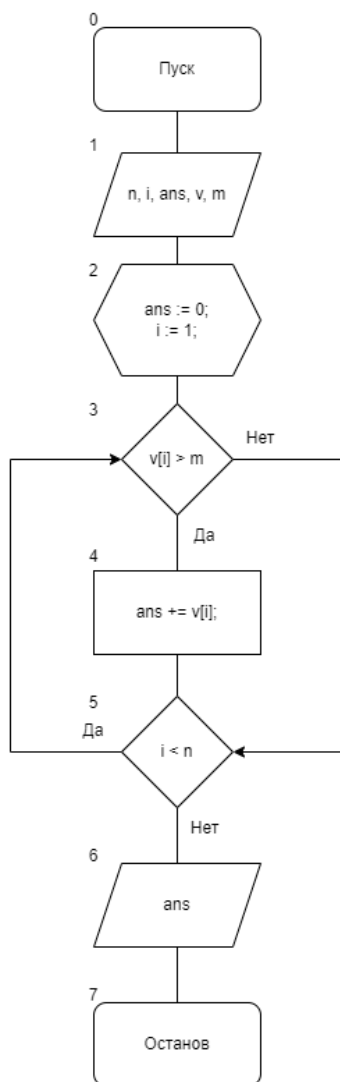 0
Пуск
1
n, i, ans, v, m
2
ans := 0;
i := 1;
3
Нет
v[i] > m
Да
4
ans += v[i];
5
Да
i < n
Нет
6
ans
7
Останов